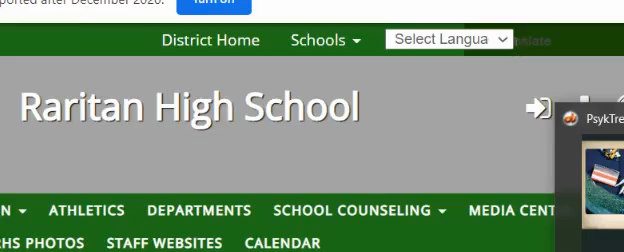 ported after December 2020. Turn on
District Home Schools Select Langua
Raritan High School
PsykTre
N ATHLETICS DEPARTMENTS SCHOOL COUNSELING MEDIA CENT
RHS PHOTOS STAFF WEBSITES CALENDAR